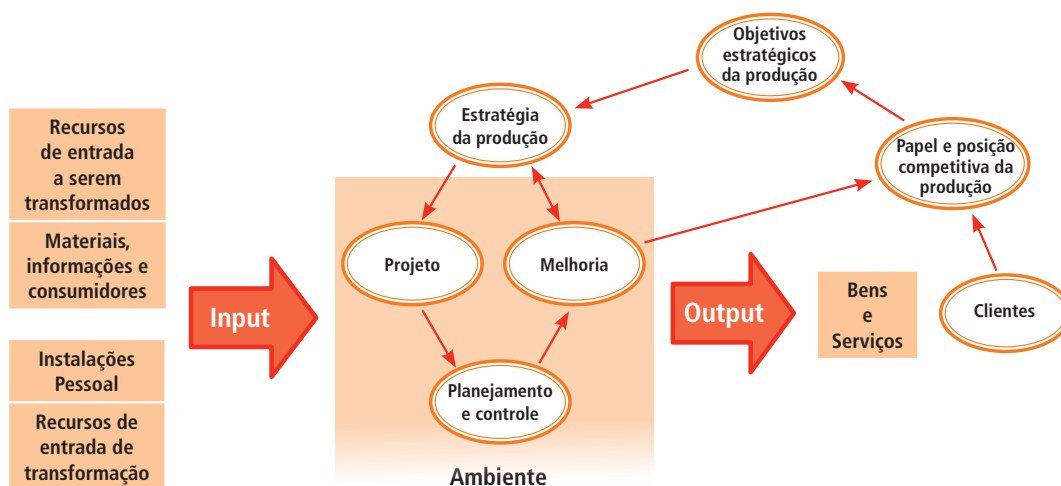 Recursos
de entrada
a serem
transformados
Materiais,
informações e
consumidores
Instalações
Pessoal
Recursos de
entrada de
transformação
Input
Estratégia
da produção
Projeto
Melhoria
Planejamento
e controle
Ambiente
Objetivos
estratégicos
da produção
Papel e posição
competitiva da
produção
Output
Bens
e
Serviços
Clientes